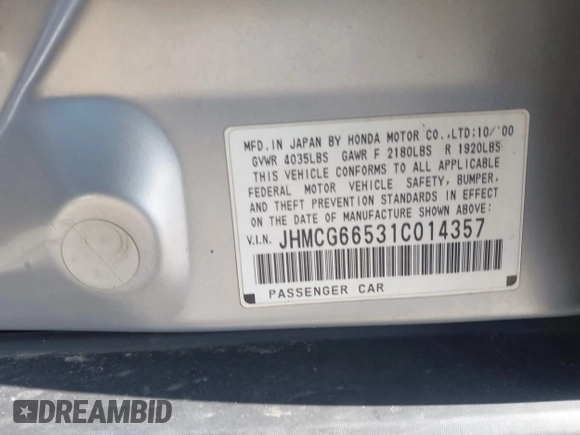 MFD. IN JAPAN BY HONDA MOTOR CO.,LTD:10/'00
GVWR 4035LBS GAWR F 2180LBS R 1920LBS
THIS VEHICLE CONFORMS TO ALL APPLICABLE
FEDERAL MOTOR VEHICLE SAFETY, BUMPER,
AND THEFT PREVENTION STANDARDS IN EFFECT
ON THE DATE OF MANUFACTURE SHOWN ABOVE:
V.I.N. JHMCG66531C014357
PASSENGER CAR
DREAMBID